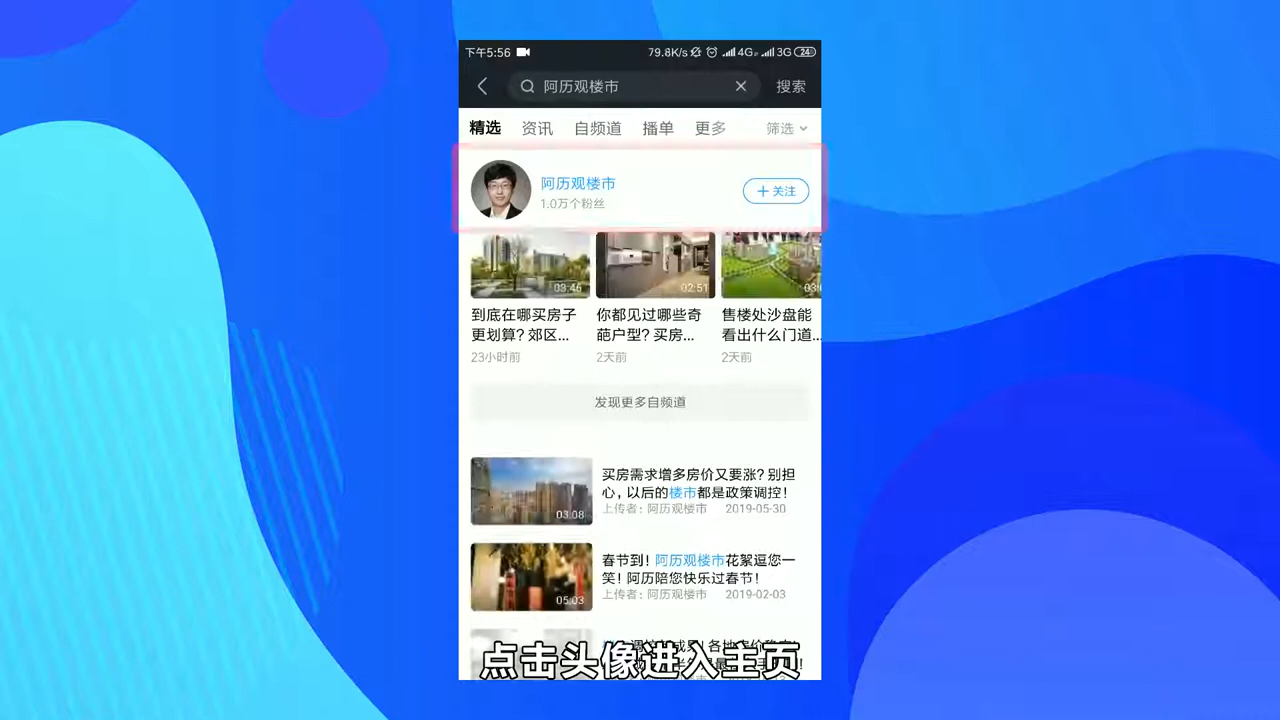 下午5:56
79.8K/s
4G
3G
24
阿历观楼市
搜索
精选
资讯
自频道
播单
更多
筛选
阿历观楼市
1.0万个粉丝
+关注
03:46
02:51
03:
到底在哪买房子
更划算？郊区...
23小时前
你都见过哪些奇
葩户型？买房...
2天前
售楼处沙盘能
看出什么门道...
2天前
发现更多自频道
买房需求增多房价又要涨？别担
心，以后的楼市都是政策调控！
03:08
上传者：阿历观楼市 2019-05-30
春节到！阿历观楼市花絮逗您一
笑！阿历陪您快乐过春节！
05:03
上传者：阿历观楼市 2019-02-03
点击头像进入主页